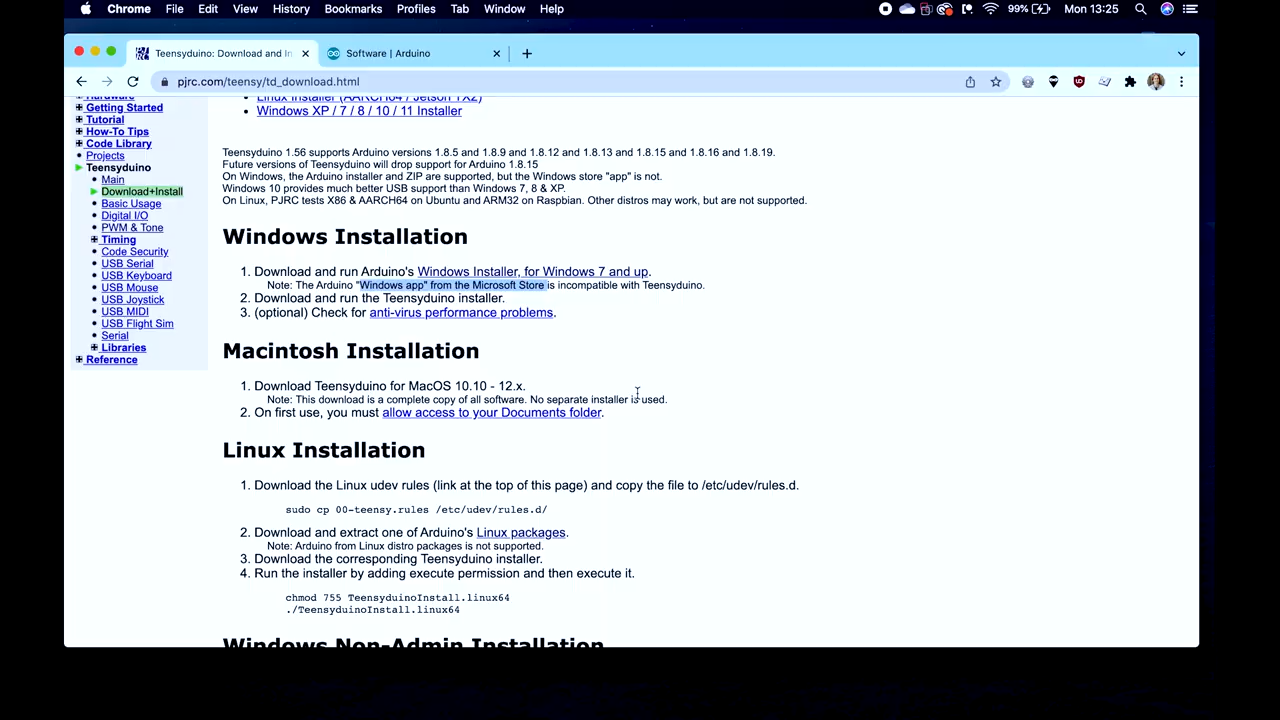 Chrome File Edit View History Bookmarks Profiles Tab Window Help 99% Mon 13:25
Teensyduino: Download and In
Software | Arduino
pjrc.com/teensy/td_download.html
Hardware
Getting Started
Tutorial
How-To Tips
Code Library
Projects
Teensyduino
Main
Download+Install
Basic Usage
Digital I/O
PWM & Tone
Timing
Code Security
USB Serial
USB Keyboard
USB Mouse
USB Joystick
USB MIDI
USB Flight Sim
Serial
Libraries
Reference
Linux Installer (AARCH64 / Jetson TX2)
Windows XP / 7 / 8 / 10 / 11 Installer
Teensyduino 1.56 supports Arduino versions 1.8.5 and 1.8.9 and 1.8.12 and 1.8.13 and 1.8.15 and 1.8.16 and 1.8.19.
Future versions of Teensyduino will drop support for Arduino 1.8.15
On Windows, the Arduino installer and ZIP are supported, but the Windows store "app" is not.
Windows 10 provides much better USB support than Windows 7, 8 & XP.
On Linux, PJRC tests X86 & AARCH64 on Ubuntu and ARM32 on Raspbian. Other distros may work, but are not supported.
Windows Installation
1. Download and run Arduino's Windows Installer, for Windows 7 and up.
Note: The Arduino "Windows app" from the Microsoft Store is incompatible with Teensyduino.
2. Download and run the Teensyduino installer.
3. (optional) Check for anti-virus performance problems.
Macintosh Installation
1. Download Teensyduino for MacOS 10.10 - 12.x.
Note: This download is a complete copy of all software. No separate installer is used.
2. On first use, you must allow access to your Documents folder.
Linux Installation
1. Download the Linux udev rules (link at the top of this page) and copy the file to /etc/udev/rules.d.
sudo cp 00-teensy.rules /etc/udev/rules.d/
2. Download and extract one of Arduino's Linux packages.
Note: Arduino from Linux distro packages is not supported.
3. Download the corresponding Teensyduino installer.
4. Run the installer by adding execute permission and then execute it.
chmod 755 TeensyduinoInstall.linux64
./TeensyduinoInstall.linux64
Windows Non-Admin Installation